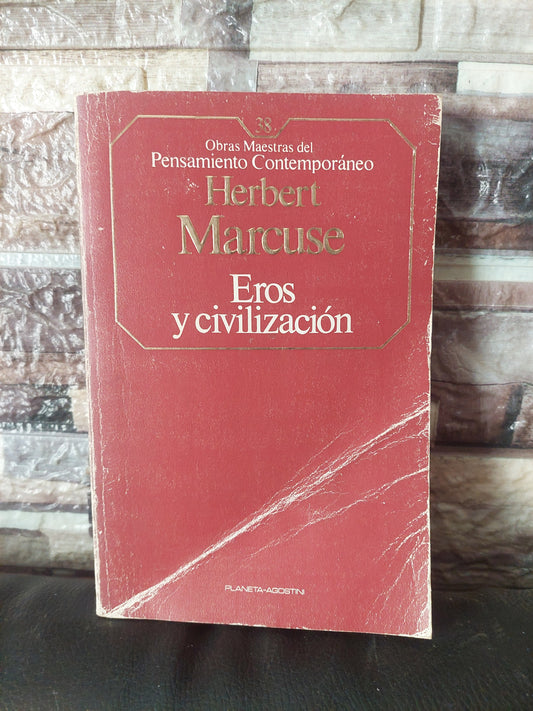 38
Obras Maestras del
Pensamiento Contemporáneo
Herbert
Marcuse
Eros
y civilización
PLANETA-AGOSTINI